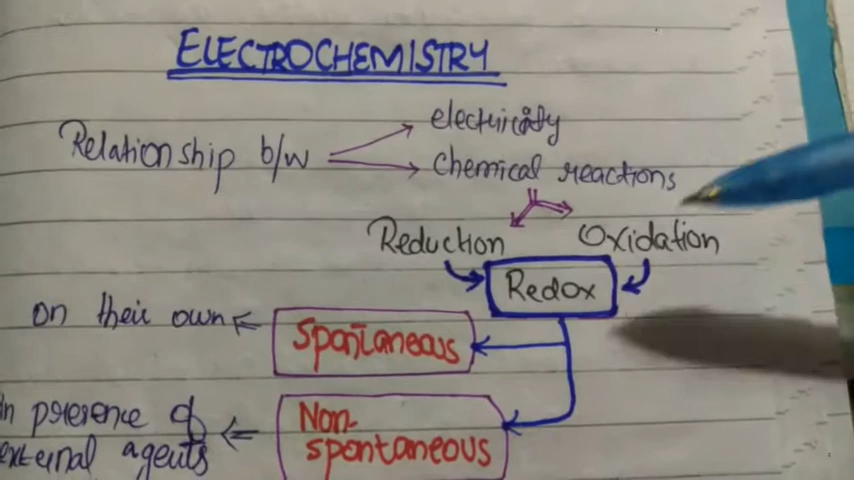 ELECTROCHEMISTRY
electricity
Relationship b/w
chemical reactions
Reduction Oxidation
Redox
on their own
Spontaneous
In presence of
external agents
Non-
spontaneous